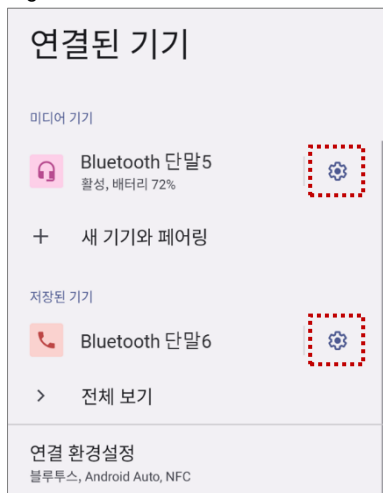 연결된 기기
미디어 기기
Bluetooth 단말5
활성, 배터리 72%
새 기기와 페어링
저장된 기기
Bluetooth 단말6
전체 보기
연결 환경설정
블루투스, Android Auto, NFC